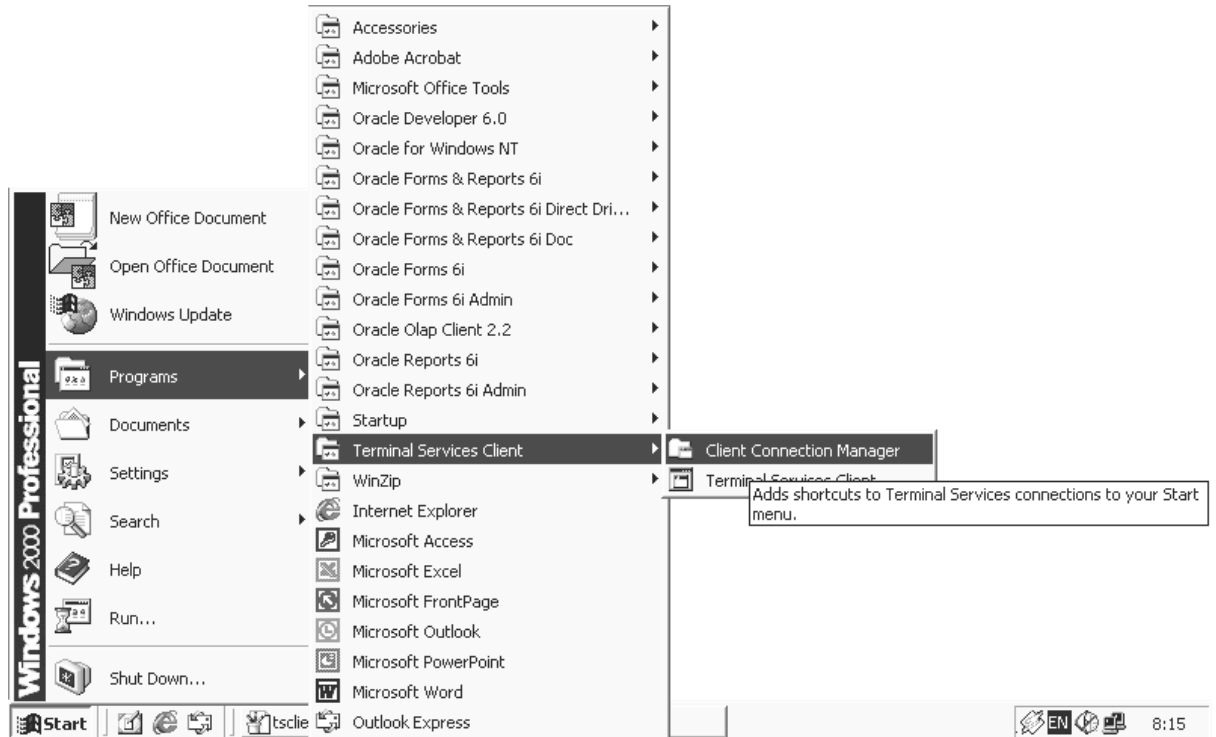 Windows 2000 Professional
New Office Document
Open Office Document
Windows Update
Programs
Documents
Settings
Search
Help
Run...
Shut Down...
Accessories
Adobe Acrobat
Microsoft Office Tools
Oracle Developer 6.0
Oracle for Windows NT
Oracle Forms & Reports 6i
Oracle Forms & Reports 6i Direct Dri...
Oracle Forms & Reports 6i Doc
Oracle Forms 6i
Oracle Forms 6i Admin
Oracle Olap Client 2.2
Oracle Reports 6i
Oracle Reports 6i Admin
Startup
Terminal Services Client
WinZip
Internet Explorer
Microsoft Access
Microsoft Excel
Microsoft FrontPage
Microsoft Outlook
Microsoft PowerPoint
Microsoft Word
Outlook Express
Client Connection Manager
Terminal Services Client
Adds shortcuts to Terminal Services connections to your Start
menu.
Start
tsclie
EN
8:15